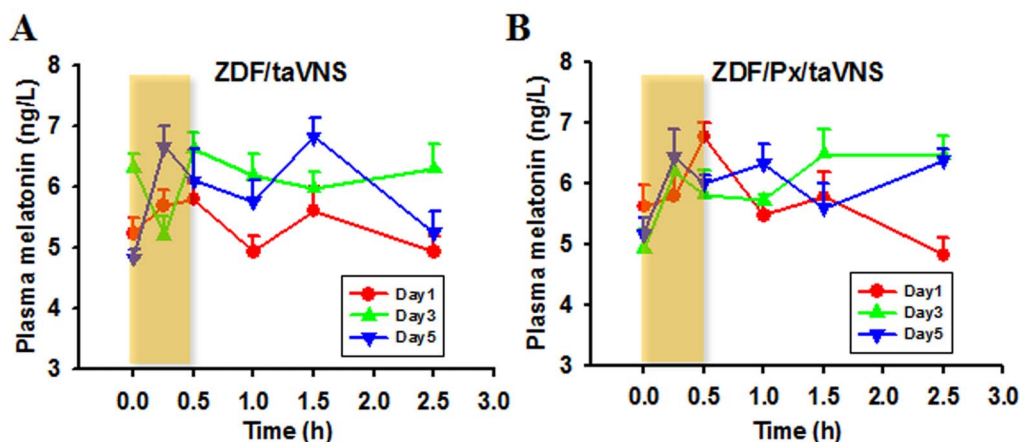 A
ZDF/taVNS
Plasma melatonin (ng/L)
8
7
6
5
4
3
Day1
Day3
Day5
0.0 0.5 1.0 1.5 2.0 2.5 3.0
Time (h)
B
ZDF/Px/taVNS
Plasma melatonin (ng/L)
8
7
6
5
4
3
Day1
Day3
Day5
0.0 0.5 1.0 1.5 2.0 2.5 3.0
Time (h)